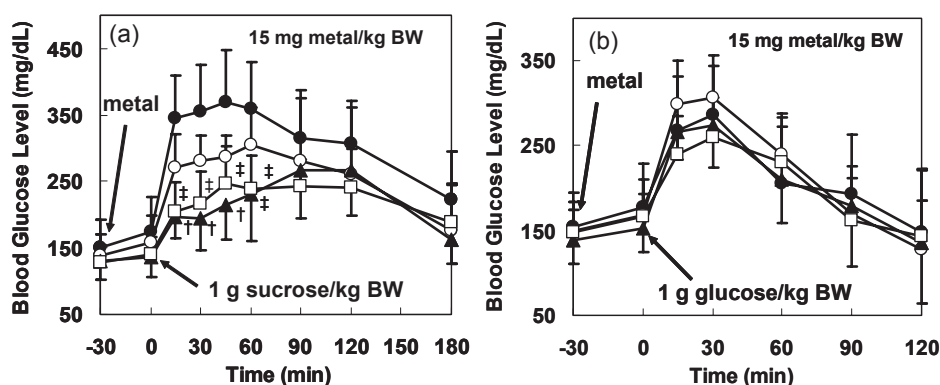 (a)
15 mg metal/kg BW
Blood Glucose Level (mg/dL)
450
350
250
150
50
metal
‡
‡
‡
‡
‡
†
†
†
1 g sucrose/kg BW
-30 0 30 60 90 120 150 180
Time (min)
(b)
15 mg metal/kg BW
Blood Glucose Level (mg/dL)
350
250
150
50
metal
1 g glucose/kg BW
-30 0 30 60 90 120
Time (min)